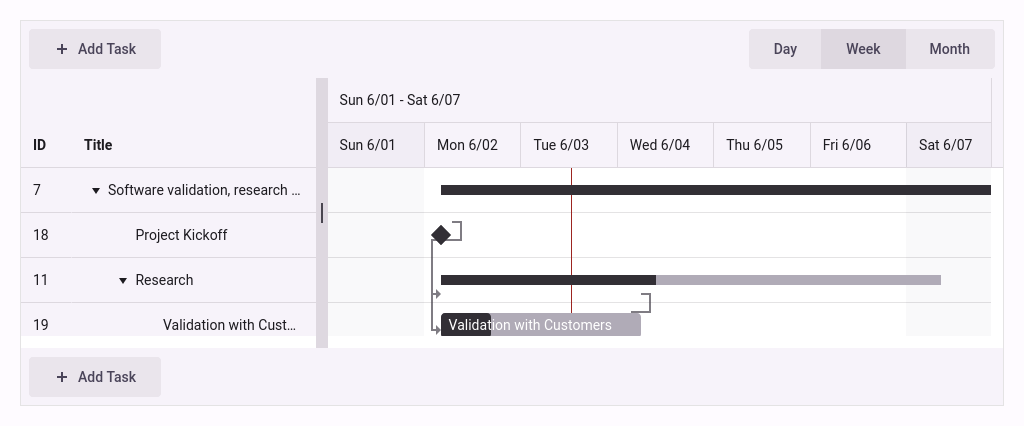 Add Task
Day Week Month
Sun 6/01 - Sat 6/07
ID Title Sun 6/01 Mon 6/02 Tue 6/03 Wed 6/04 Thu 6/05 Fri 6/06 Sat 6/07
7 Software validation, research ...
18 Project Kickoff
11 Research
19 Validation with Cust... Validation with Customers
Add Task